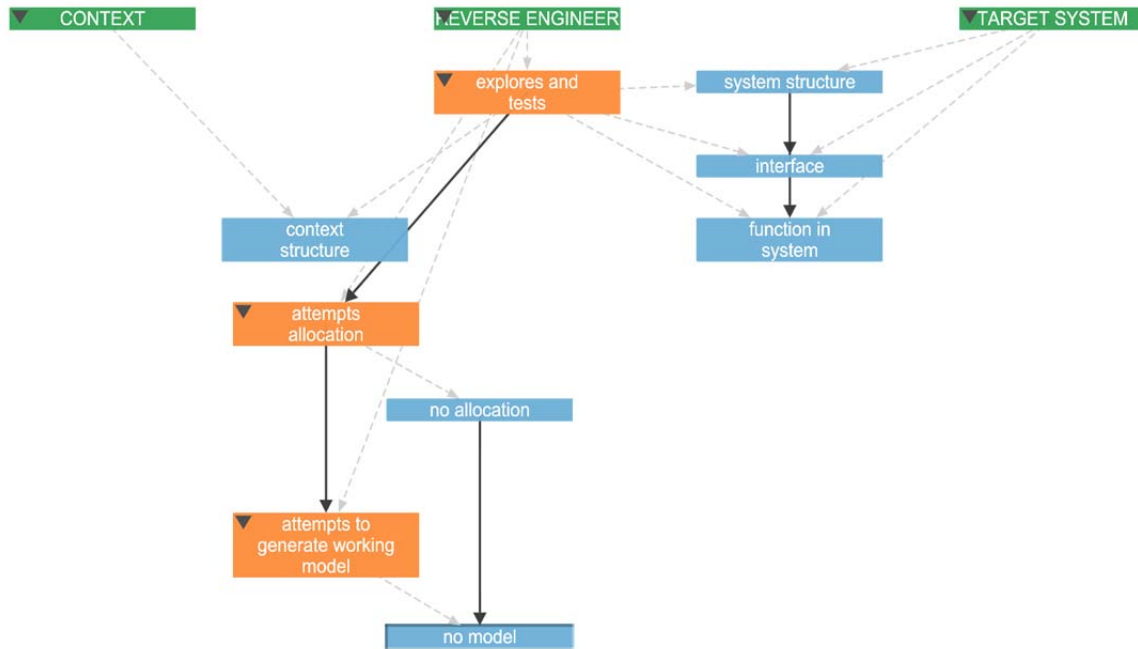 CONTEXT
REVERSE ENGINEER
TARGET SYSTEM
explores and
tests
system structure
interface
context
structure
function in
system
attempts
allocation
no allocation
attempts to
generate working
model
no model